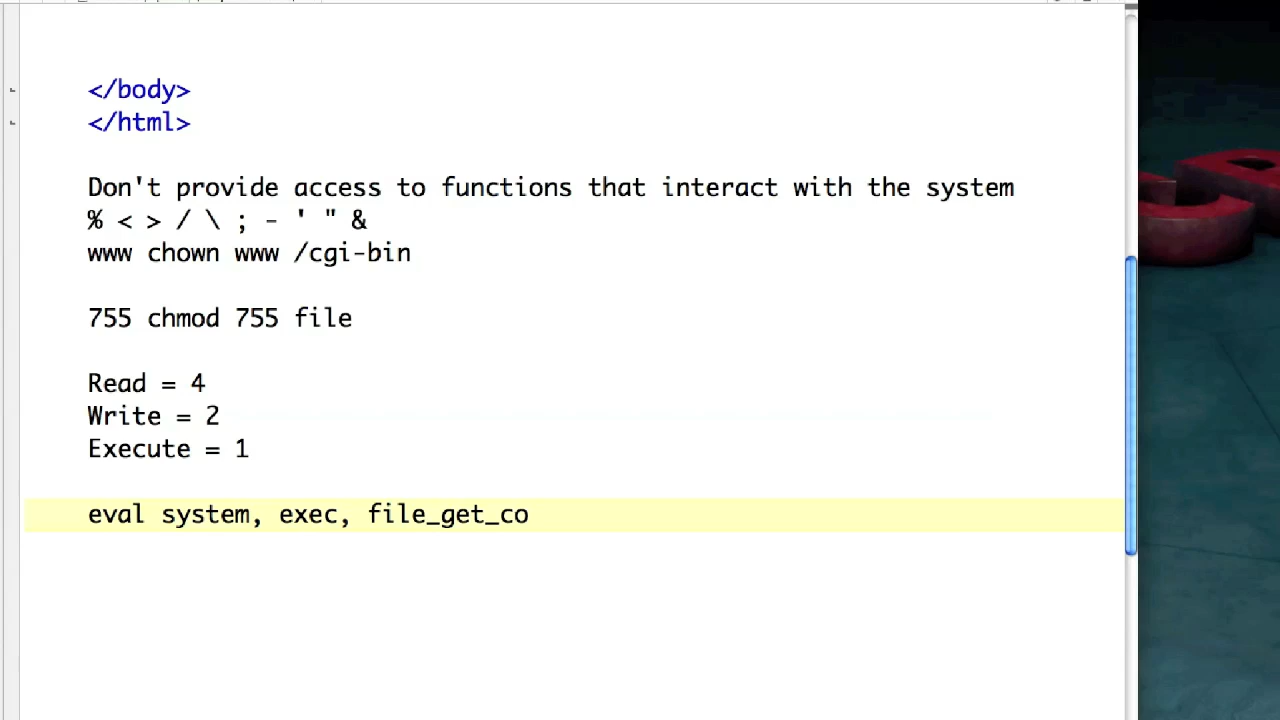 </body>
</html>
Don't provide access to functions that interact with the system
% < > / \ ; - ' " &
www chown www /cgi-bin
755 chmod 755 file
Read = 4
Write = 2
Execute = 1
eval system, exec, file_get_co